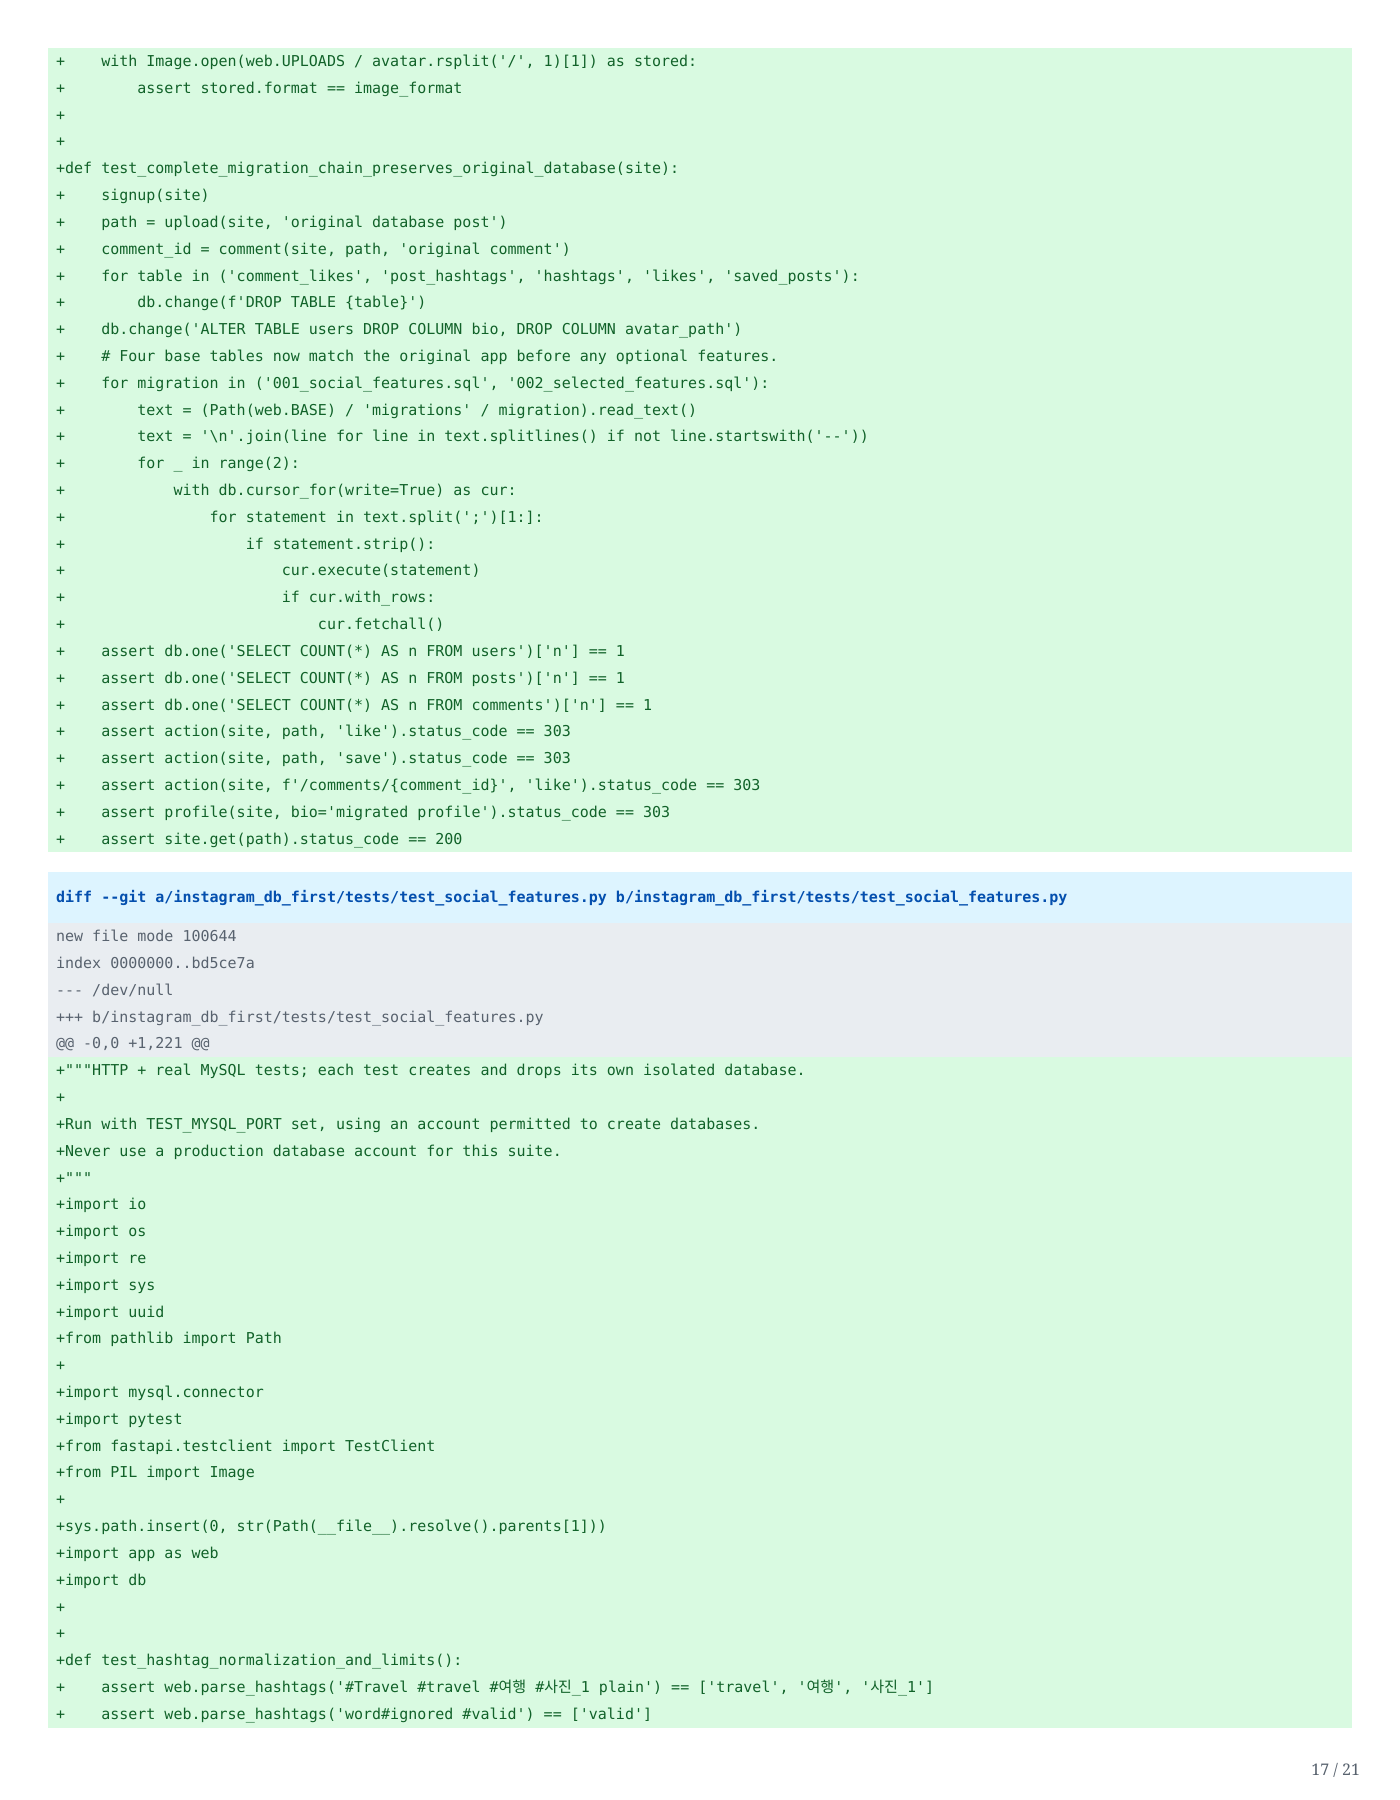 +    with Image.open(web.UPLOADS / avatar.rsplit('/', 1)[1]) as stored:
+        assert stored.format == image_format
+
+
+def test_complete_migration_chain_preserves_original_database(site):
+    signup(site)
+    path = upload(site, 'original database post')
+    comment_id = comment(site, path, 'original comment')
+    for table in ('comment_likes', 'post_hashtags', 'hashtags', 'likes', 'saved_posts'):
+        db.change(f'DROP TABLE {table}')
+    db.change('ALTER TABLE users DROP COLUMN bio, DROP COLUMN avatar_path')
+    # Four base tables now match the original app before any optional features.
+    for migration in ('001_social_features.sql', '002_selected_features.sql'):
+        text = (Path(web.BASE) / 'migrations' / migration).read_text()
+        text = '\n'.join(line for line in text.splitlines() if not line.startswith('--'))
+        for _ in range(2):
+            with db.cursor_for(write=True) as cur:
+                for statement in text.split(';')[1:]:
+                    if statement.strip():
+                        cur.execute(statement)
+                        if cur.with_rows:
+                            cur.fetchall()
+    assert db.one('SELECT COUNT(*) AS n FROM users')['n'] == 1
+    assert db.one('SELECT COUNT(*) AS n FROM posts')['n'] == 1
+    assert db.one('SELECT COUNT(*) AS n FROM comments')['n'] == 1
+    assert action(site, path, 'like').status_code == 303
+    assert action(site, path, 'save').status_code == 303
+    assert action(site, f'/comments/{comment_id}', 'like').status_code == 303
+    assert profile(site, bio='migrated profile').status_code == 303
+    assert site.get(path).status_code == 200
diff --git a/instagram_db_first/tests/test_social_features.py b/instagram_db_first/tests/test_social_features.py
new file mode 100644
index 0000000..bd5ce7a
--- /dev/null
+++ b/instagram_db_first/tests/test_social_features.py
@@ -0,0 +1,221 @@
+"""HTTP + real MySQL tests; each test creates and drops its own isolated database.
+
+Run with TEST_MYSQL_PORT set, using an account permitted to create databases.
+Never use a production database account for this suite.
+"""
+import io
+import os
+import re
+import sys
+import uuid
+from pathlib import Path
+
+import mysql.connector
+import pytest
+from fastapi.testclient import TestClient
+from PIL import Image
+
+sys.path.insert(0, str(Path(__file__).resolve().parents[1]))
+import app as web
+import db
+
+
+def test_hashtag_normalization_and_limits():
+    assert web.parse_hashtags('#Travel #travel #여행 #사진_1 plain') == ['travel', '여행', '사진_1']
+    assert web.parse_hashtags('word#ignored #valid') == ['valid']
17 / 21